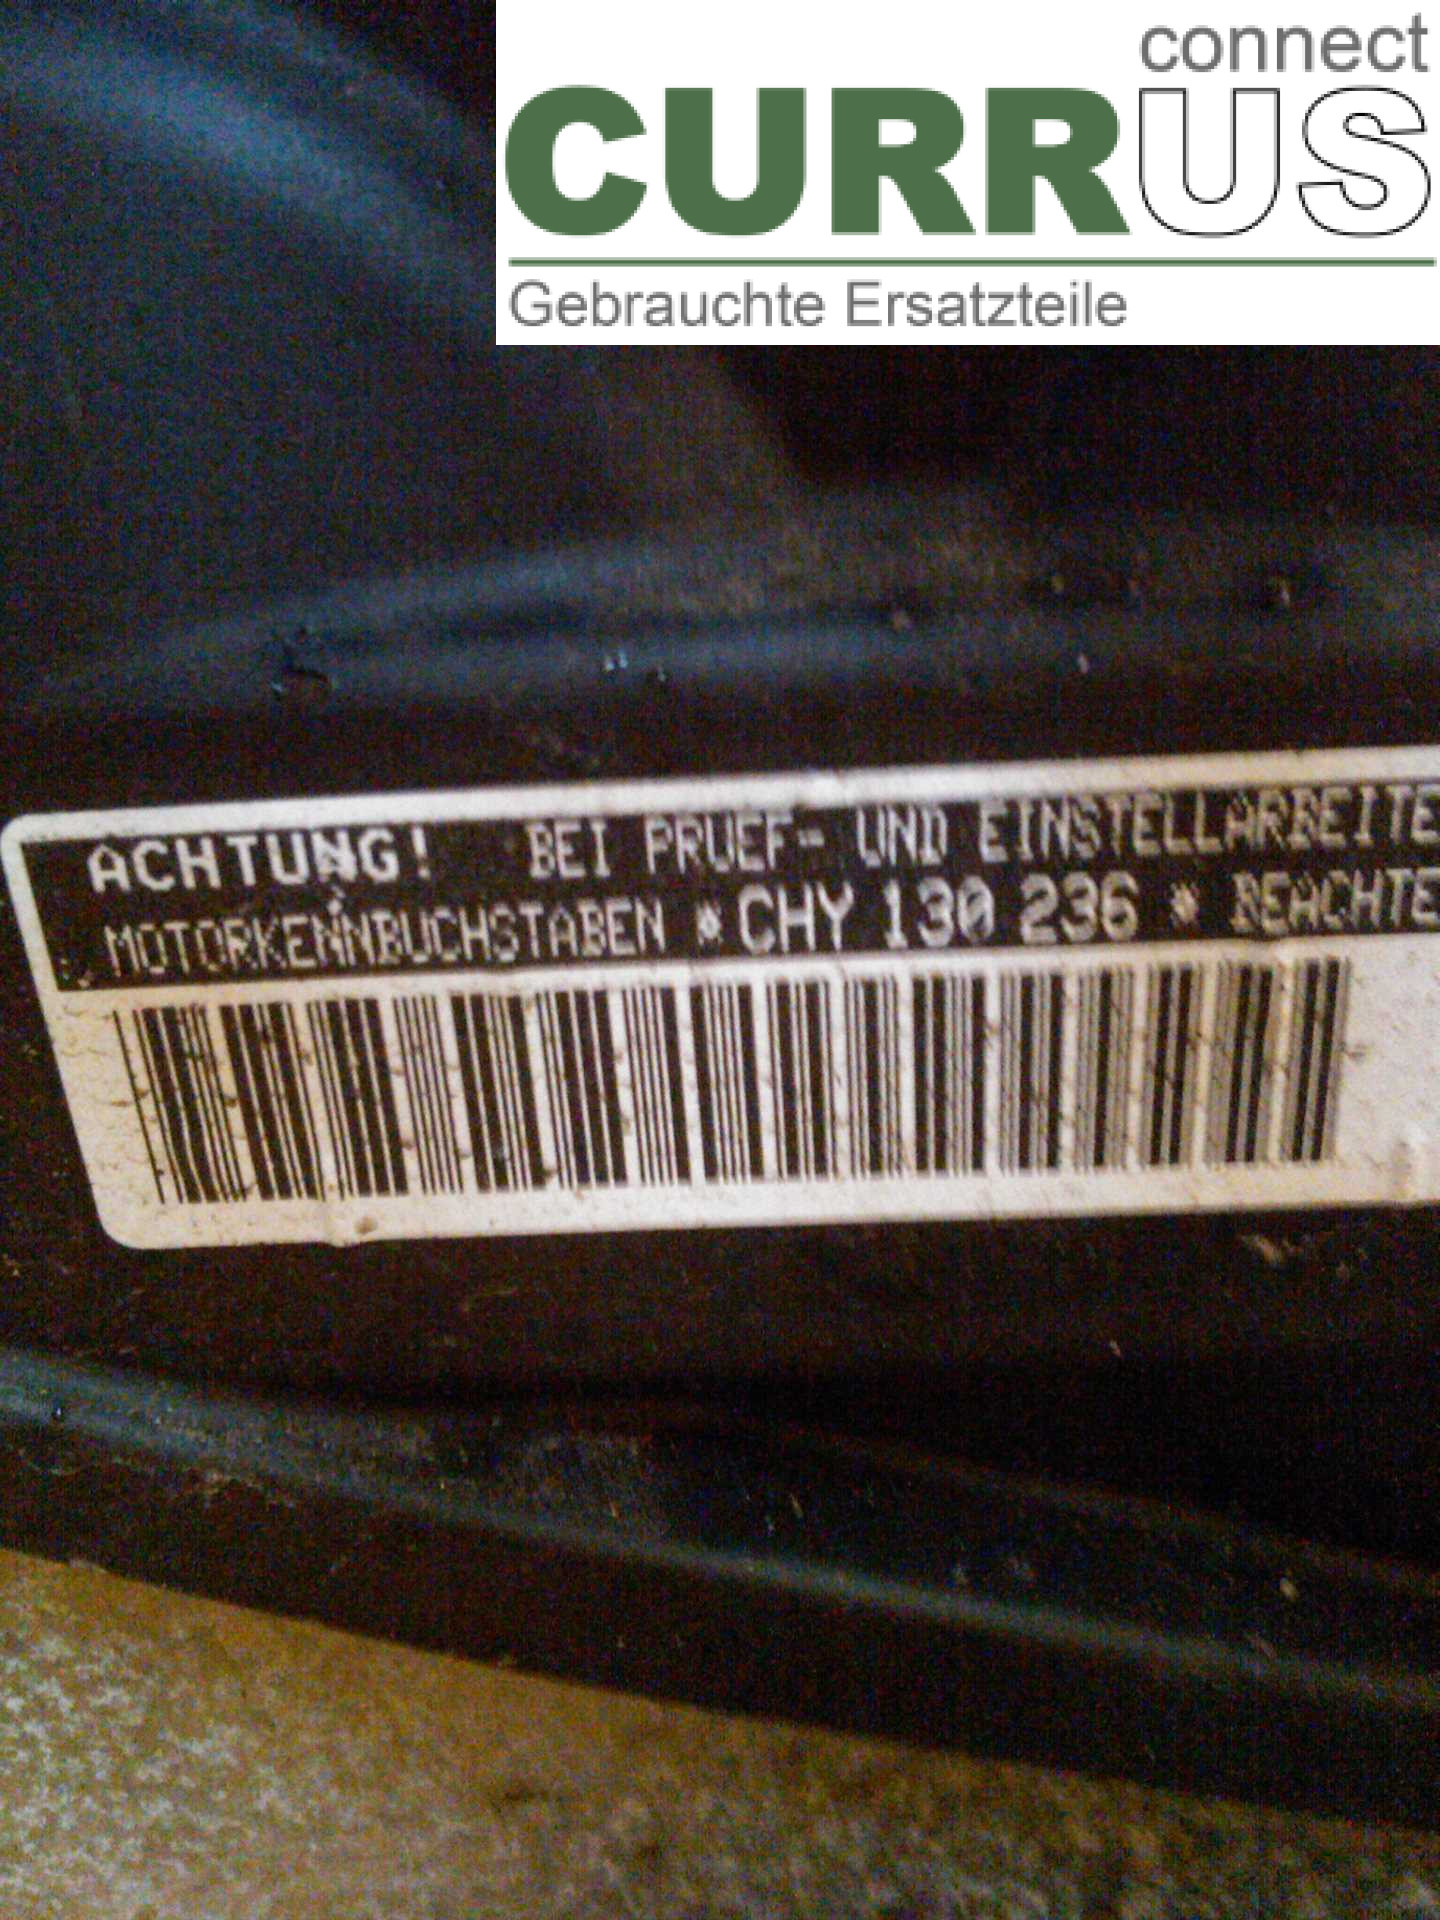 connect
CURRUS
Gebrauchte Ersatzteile
ACHTUNG! BEI PRUEF- UND EINSTELLARBEITE
MOTORKENNBUCHSTABEN * CHY 130 236 * BEACHTE